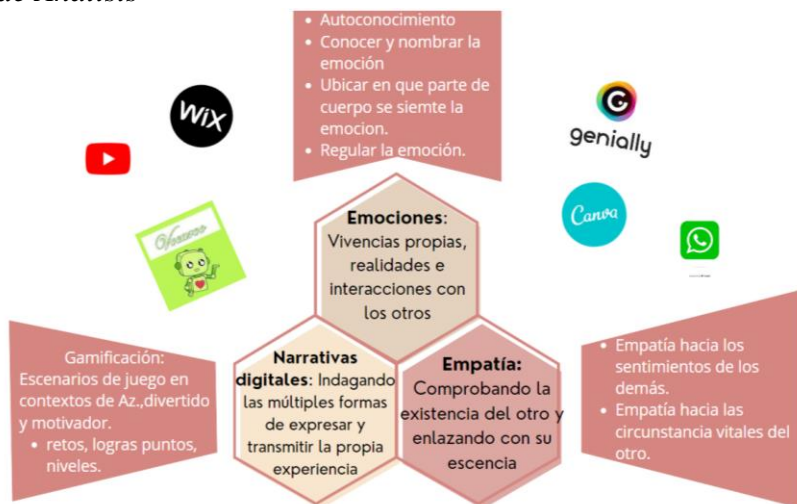 de Análisis
• Autoconocimiento
• Conocer y nombrar la
emoción
• Ubicar en que parte de
cuerpo se siemte la
emocion.
• Regular la emoción.
WiX
genially
Canva
Emociones:
Vivencias propias,
realidades e
interacciones con
los otros
Gamificación:
Escenarios de juego en
contextos de Az.,divertido
y motivador.
• retos, logras puntos,
niveles.
Narrativas
digitales: Indagando
las múltiples formas
de expresar y
transmitir la propia
experiencia
Empatía:
Comprobando la
existencia del otro y
enlazando con su
escencia
• Empatía hacia los
sentimientos de los
demás.
• Empatía hacia las
circunstancia vitales del
otro.